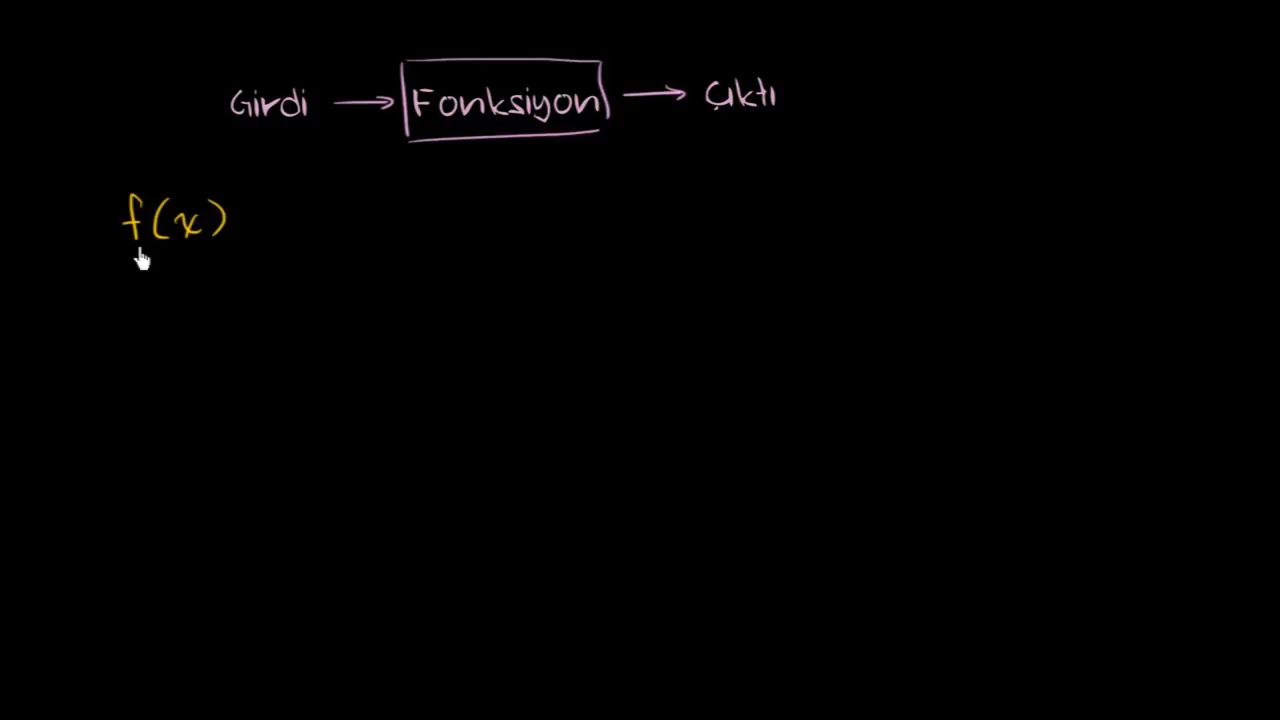 Girdi → Fonksiyon → Çıktı
f(x)